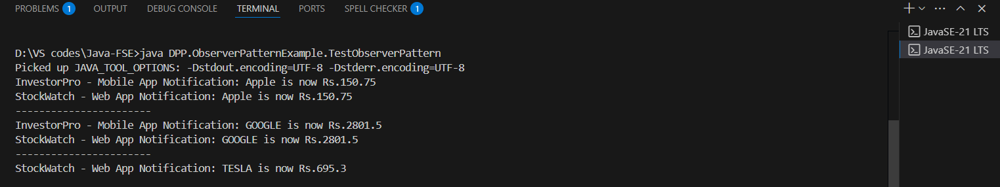 PROBLEMS 1 OUTPUT DEBUG CONSOLE TERMINAL PORTS SPELL CHECKER 1
JavaSE-21 LTS
JavaSE-21 LTS
D:\VS codes\Java-FSE>java DPP.ObserverPatternExample.TestObserverPattern
Picked up JAVA_TOOL_OPTIONS: -Dstdout.encoding=UTF-8 -Dstderr.encoding=UTF-8
InvestorPro - Mobile App Notification: Apple is now Rs.150.75
StockWatch - Web App Notification: Apple is now Rs.150.75
-----------------------
InvestorPro - Mobile App Notification: GOOGLE is now Rs.2801.5
StockWatch - Web App Notification: GOOGLE is now Rs.2801.5
-----------------------
StockWatch - Web App Notification: TESLA is now Rs.695.3